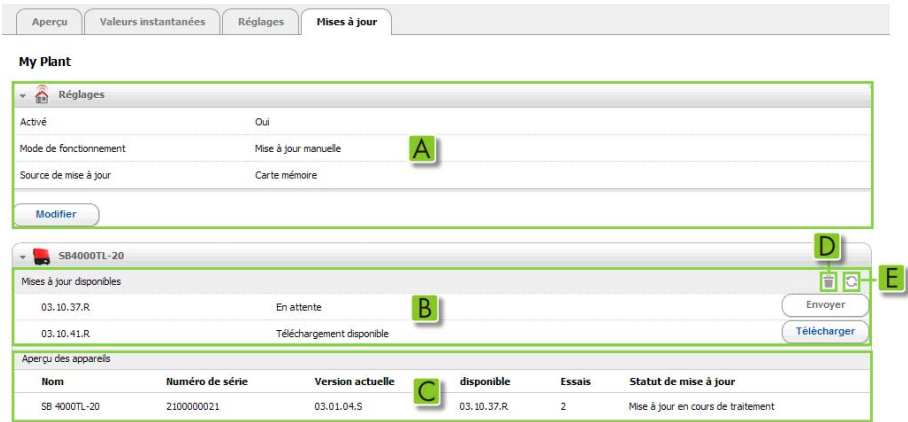 Aperçu Valeurs instantanées Réglages Mises à jour
My Plant
Réglages
Activé Oui
Mode de fonctionnement Mise à jour manuelle
A
Source de mise à jour Carte mémoire
Modifier
SB4000TL-20
D
Mises à jour disponibles
E
03.10.37.R En attente Envoyer
B
03.10.41.R Téléchargement disponible Télécharger
Aperçu des appareils
Nom Numéro de série Version actuelle disponible Essais Statut de mise à jour
C
SB 4000TL-20 2100000021 03.01.04.S 03.10.37.R 2 Mise à jour en cours de traitement